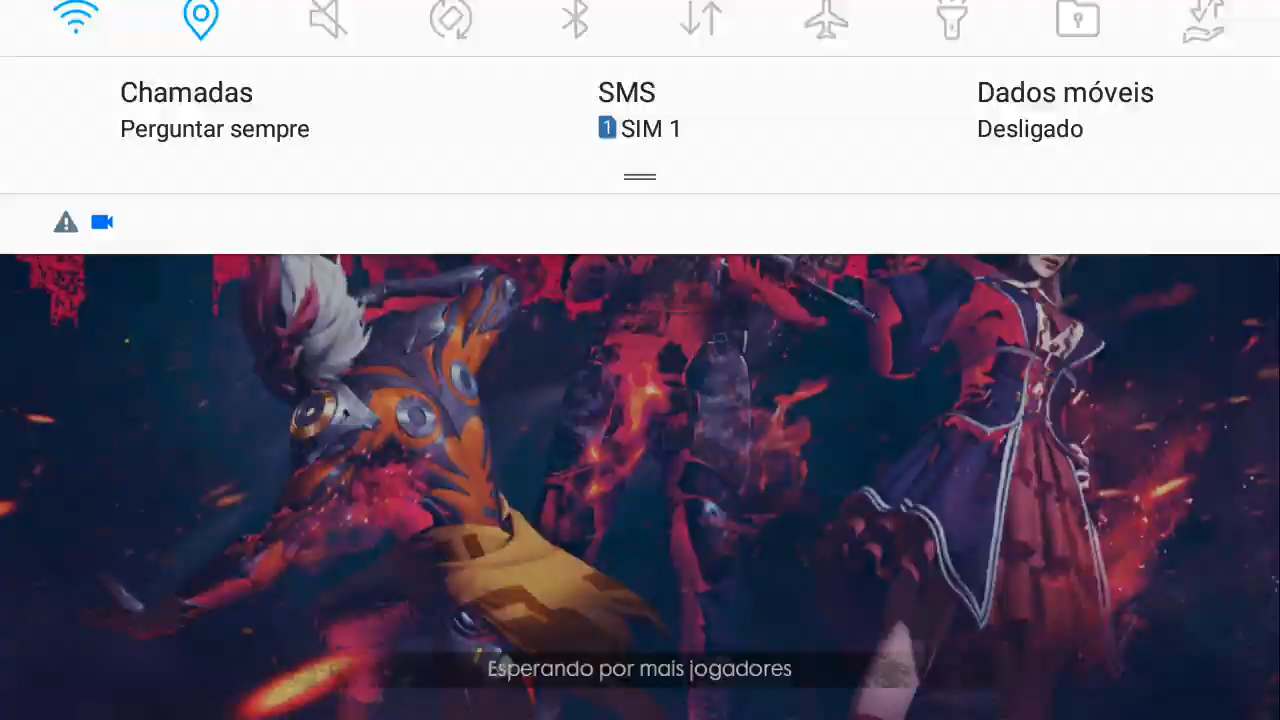 Chamadas
Perguntar sempre
SMS
1 SIM 1
Dados móveis
Desligado
Esperando por mais jogadores